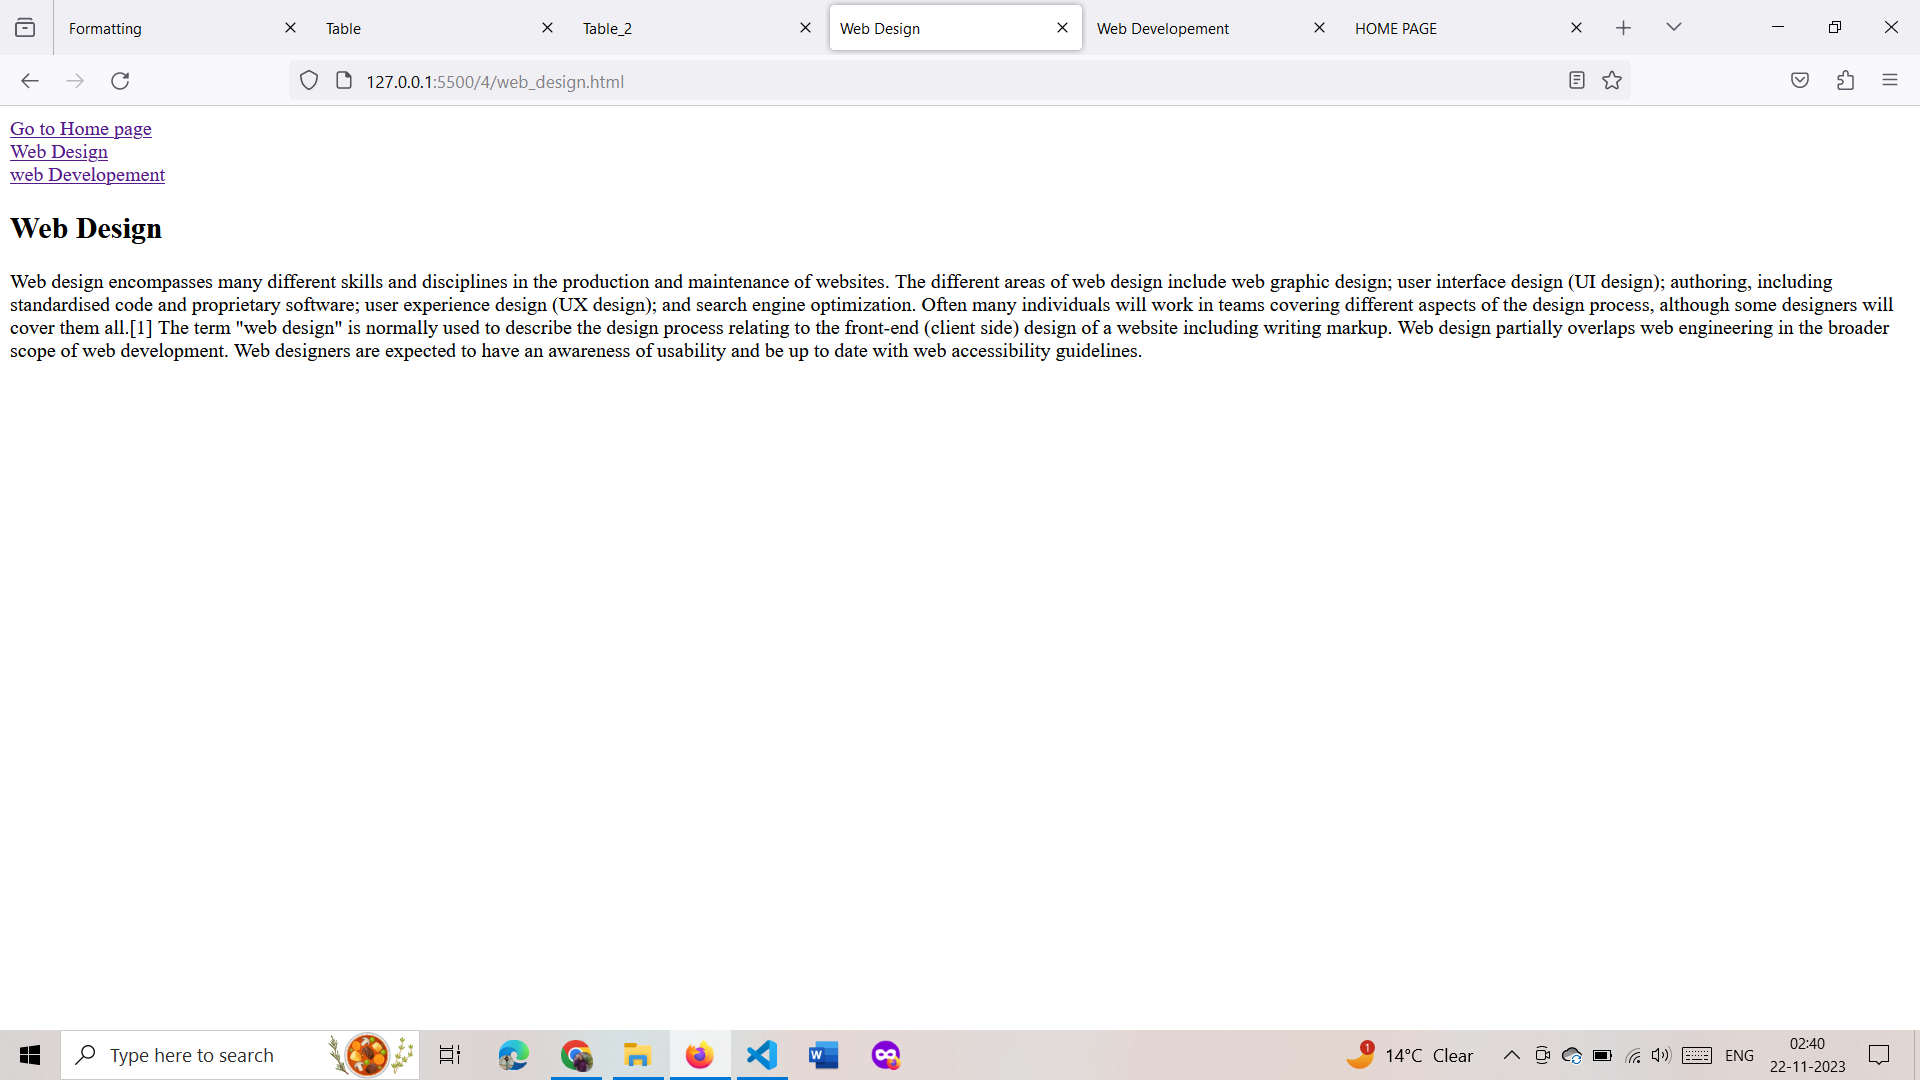 Formatting Table Table_2 Web Design Web Developement HOME PAGE
127.0.0.1:5500/4/web_design.html
Go to Home page
Web Design
web Developement
Web Design
Web design encompasses many different skills and disciplines in the production and maintenance of websites. The different areas of web design include web graphic design; user interface design (UI design); authoring, including
standardised code and proprietary software; user experience design (UX design); and search engine optimization. Often many individuals will work in teams covering different aspects of the design process, although some designers will
cover them all.[1] The term "web design" is normally used to describe the design process relating to the front-end (client side) design of a website including writing markup. Web design partially overlaps web engineering in the broader
scope of web development. Web designers are expected to have an awareness of usability and be up to date with web accessibility guidelines.
Type here to search W 1 14°C Clear ENG 02:40
22-11-2023